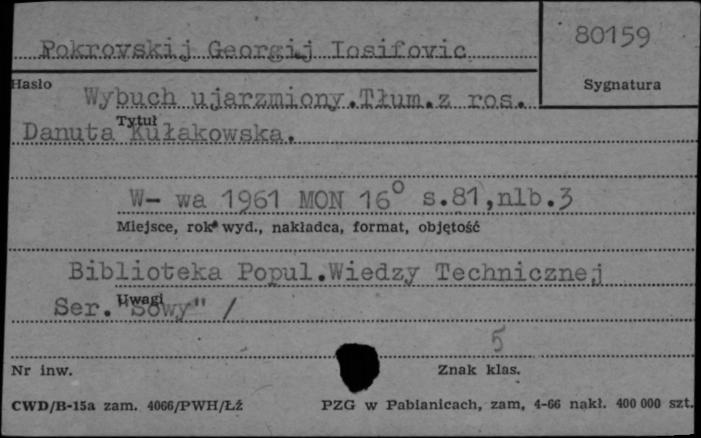 Pokrovskij Georgij Iosifovic
80159
Hasło
Sygnatura
Wybuch ujarzmiony.Tłum.z ros.
Tytuł
Danuta Kułakowska.
W- wa 1961 MON 16° s.81,nlb.3
Miejsce, rok wyd., nakładca, format, objętość
Biblioteka Popul.Wiedzy Technicznej
Uwagi
Ser."Sowy" /
5
Nr inw.
Znak klas.
CWD/B-15a zam. 4066/PWH/Łź
PZG w Pabianicach, zam, 4-66 nakł. 400 000 szt.